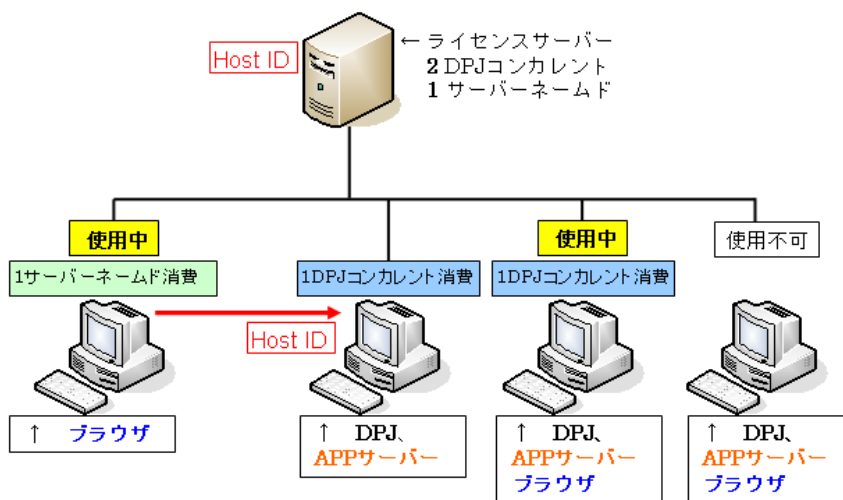 Host ID
← ライセンスサーバー
2 DPJコンカレント
1 サーバーネームド
使用中
使用中
使用不可
1サーバーネームド消費
1DPJコンカレント消費
1DPJコンカレント消費
Host ID
↑ ブラウザ
↑ DPJ、
APPサーバー
↑ DPJ、
APPサーバー
ブラウザ
↑ DPJ、
APPサーバー
ブラウザ